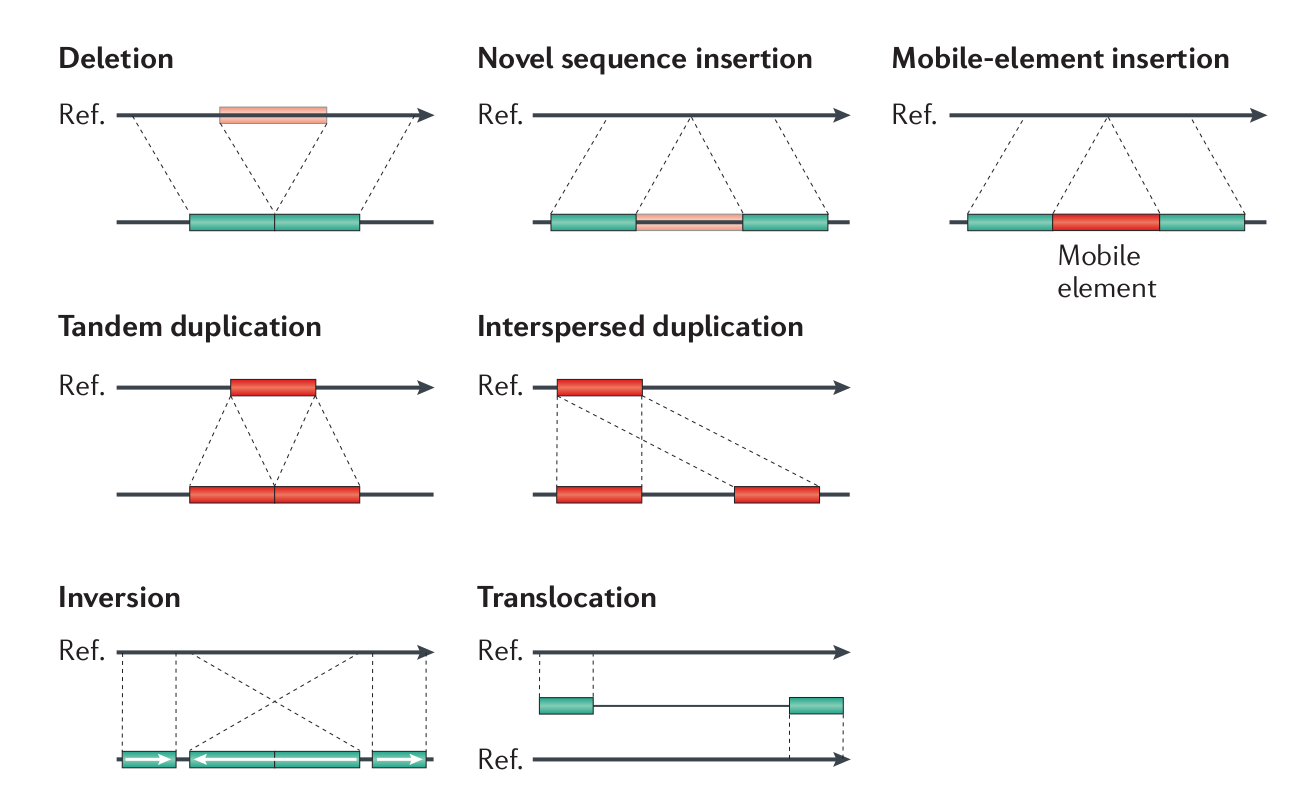 Deletion
Novel sequence insertion
Mobile-element insertion
Ref.
Ref.
Ref.
Mobile
element
Tandem duplication
Interspersed duplication
Ref.
Ref.
Inversion
Translocation
Ref.
Ref.
Ref.